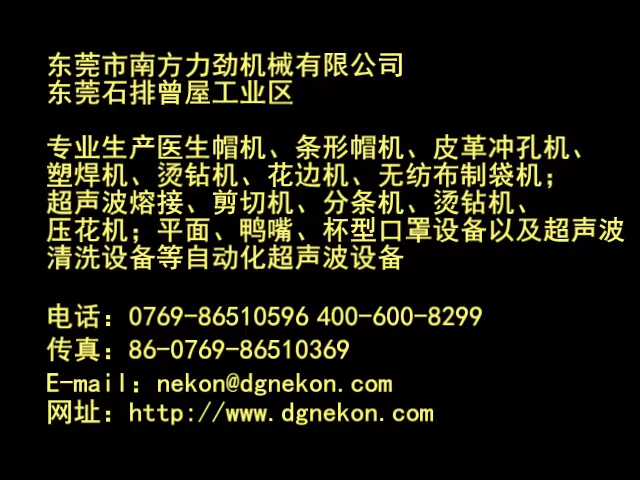 东莞市南方力劲机械有限公司
东莞石排曾屋工业区
专业生产医生帽机、条形帽机、皮革冲孔机、
塑焊机、烫钻机、花边机、无纺布制袋机；
超声波熔接、剪切机、分条机、烫钻机、
压花机；平面、鸭嘴、杯型口罩设备以及超声波
清洗设备等自动化超声波设备
电话：0769-86510596 400-600-8299
传真：86-0769-86510369
E-mail：nekon@dgnekon.com
网址：http://www.dgnekon.com